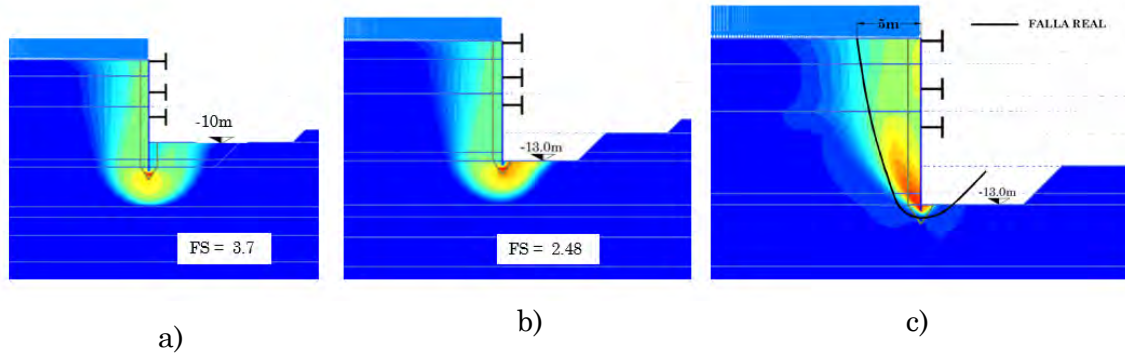 -10m
FS = 3.7
a)
-13.0m
FS = 2.48
b)
5m
FALLA REAL
-13.0m
c)